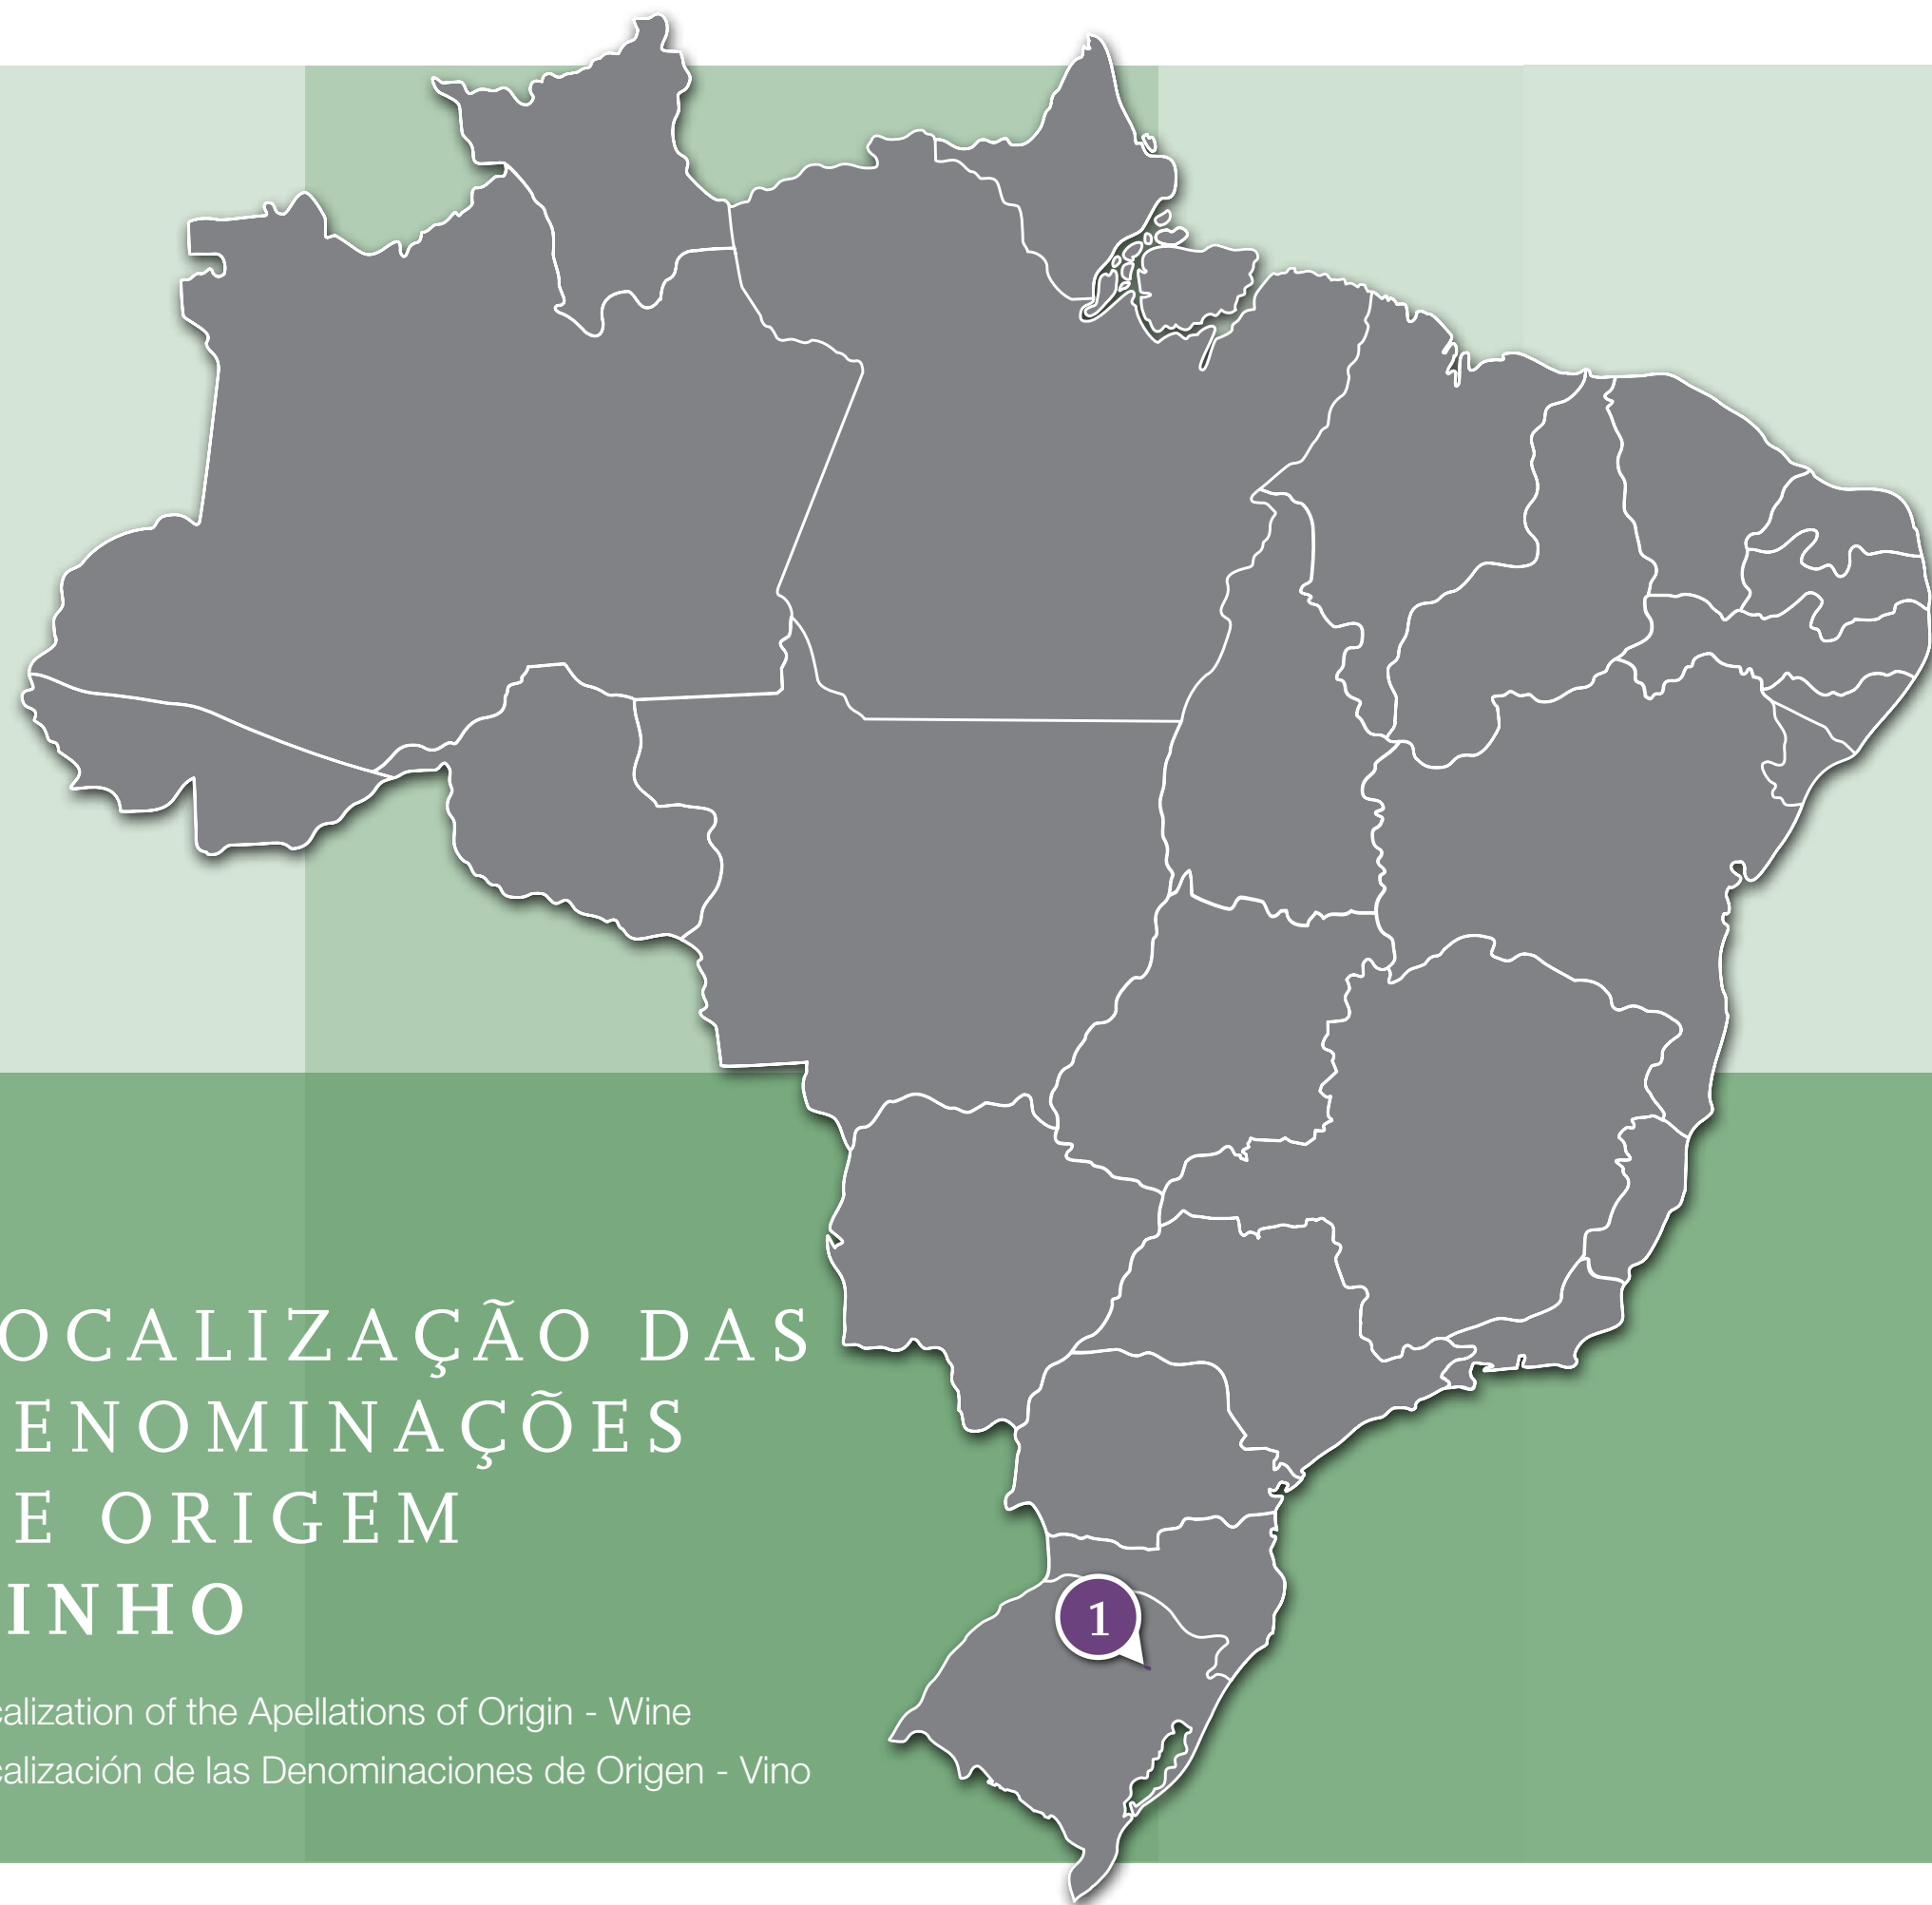 OCALIZAÇÃO DAS
ENOMINAÇÕES
E ORIGEM
INHO
calization of the Apellations of Origin - Wine
calización de las Denominaciones de Origen - Vino
1